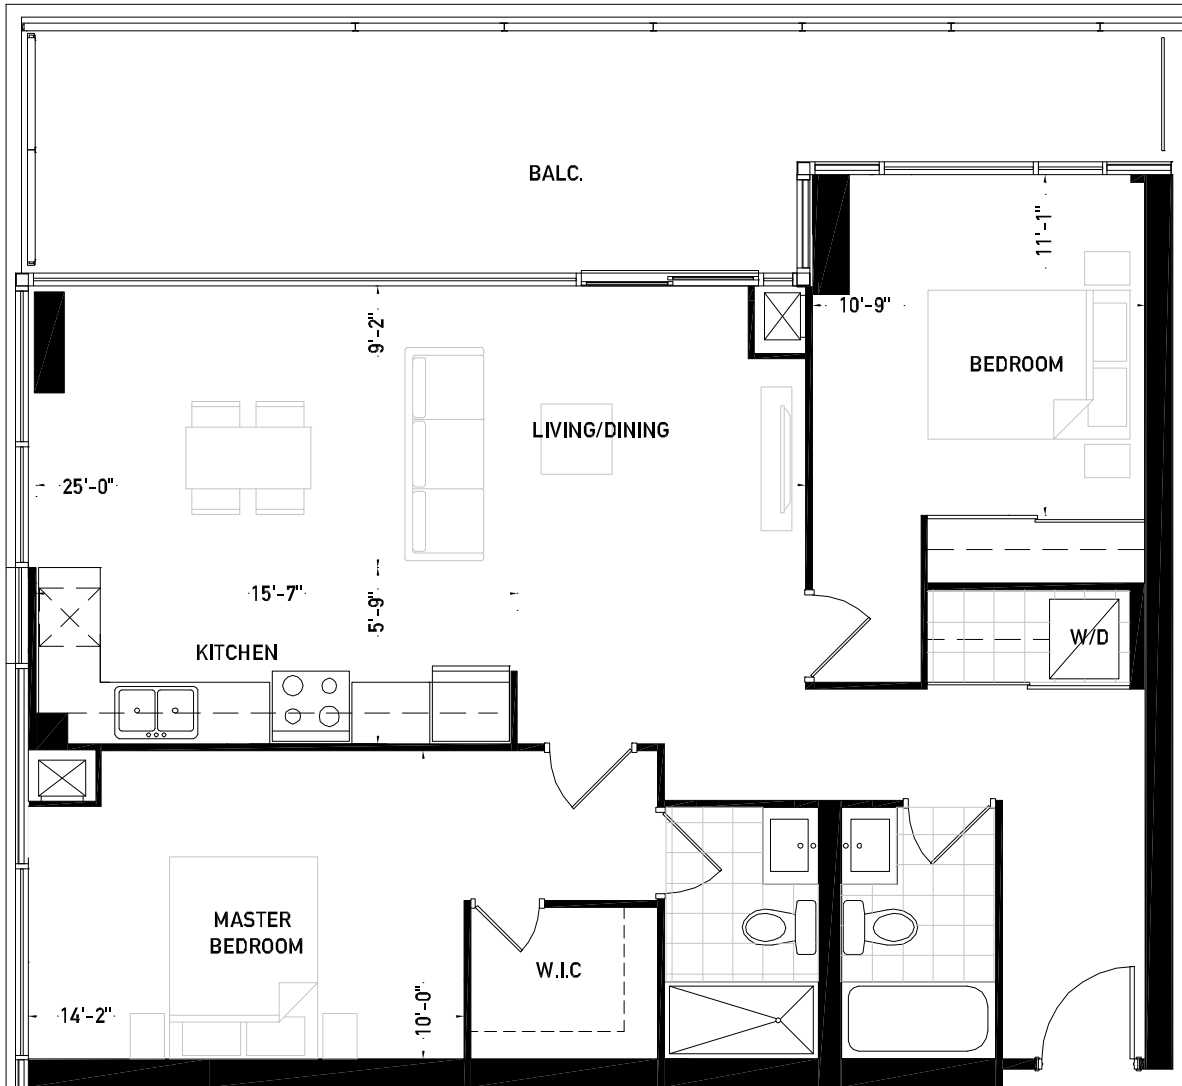 BALC.
11'-1"
10'-9"
9'-2"
BEDROOM
LIVING/DINING
25'-0"
15'-7"
5'-9"
W/D
KITCHEN
MASTER
BEDROOM
W.I.C
14'-2"
10'-0"